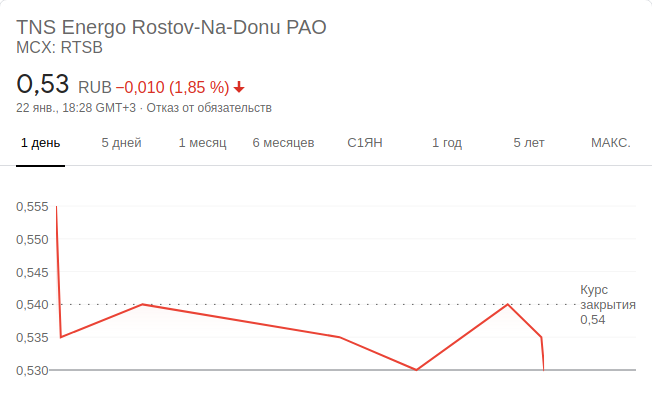 TNS Energo Rostov-Na-Donu PAO
MCX: RTSB
0,53 RUB −0,010 (1,85 %)
22 янв., 18:28 GMT+3 · Отказ от обязательств
1 день 5 дней 1 месяц 6 месяцев С1ЯН 1 год 5 лет МАКС.
0,555
0,550
0,545
0,540
0,535
0,530
Курс
закрытия
0,54